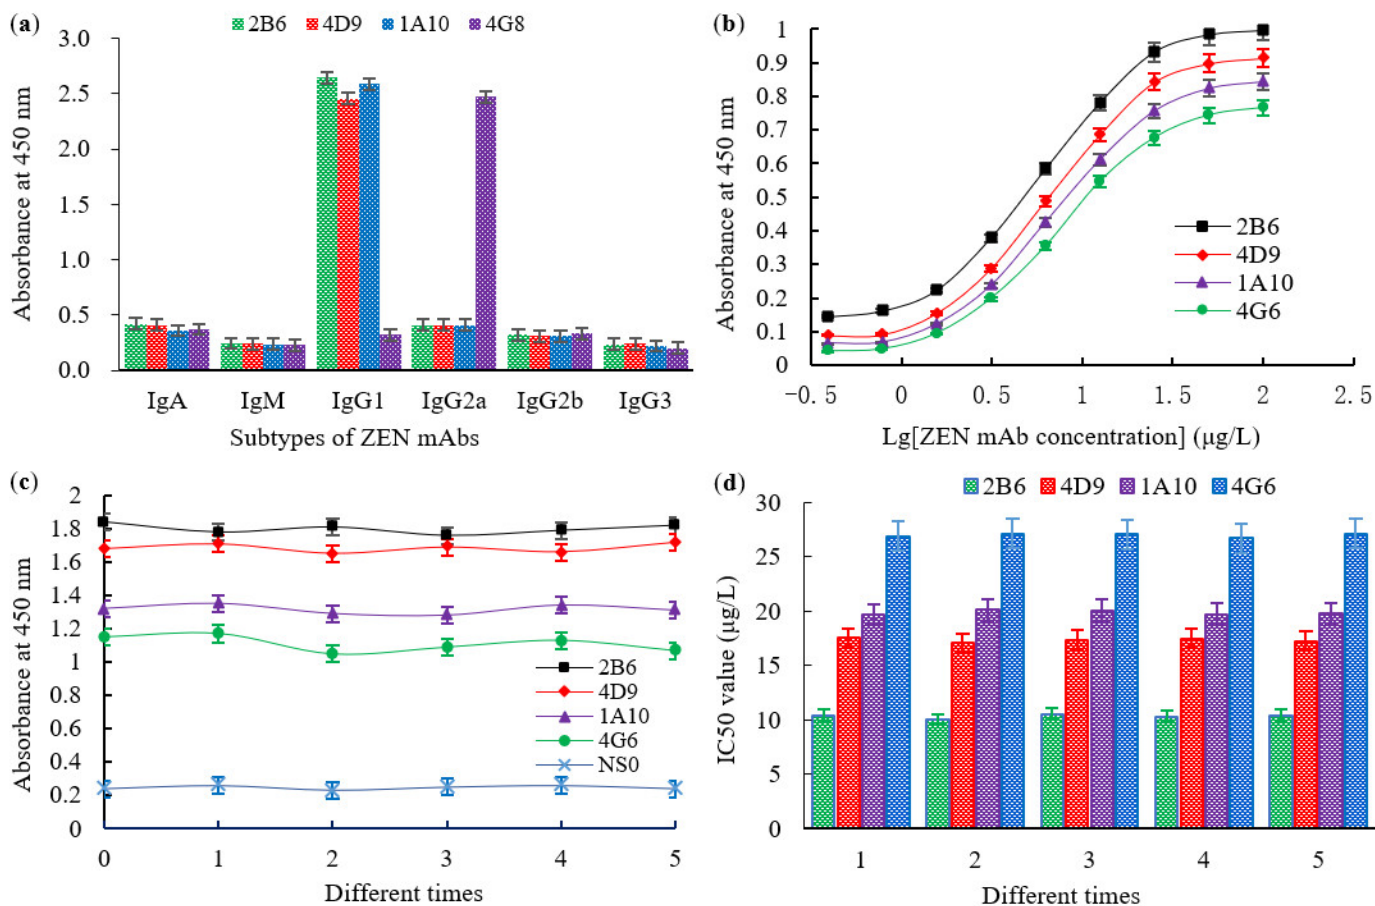 (a)
2B6 4D9 1A10 4G8
3.0
2.5
2.0
1.5
1.0
0.5
0.0
Absorbance at 450 nm
IgA IgM IgG1 IgG2a IgG2b IgG3
Subtypes of ZEN mAbs
(b)
1
0.9
0.8
0.7
0.6
0.5
0.4
0.3
0.2
0.1
0
Absorbance at 450 nm
2B6
4D9
1A10
4G6
-0.5 0 0.5 1 1.5 2 2.5
Lg[ZEN mAb concentration] (μg/L)
(c)
2
1.8
1.6
1.4
1.2
1
0.8
0.6
0.4
0.2
0
Absorbance at 450 nm
2B6
4D9
1A10
4G6
NS0
0 1 2 3 4 5
Different times
(d)
2B6 4D9 1A10 4G6
30
25
20
15
10
5
0
IC50 value (μg/L)
1 2 3 4 5
Different times